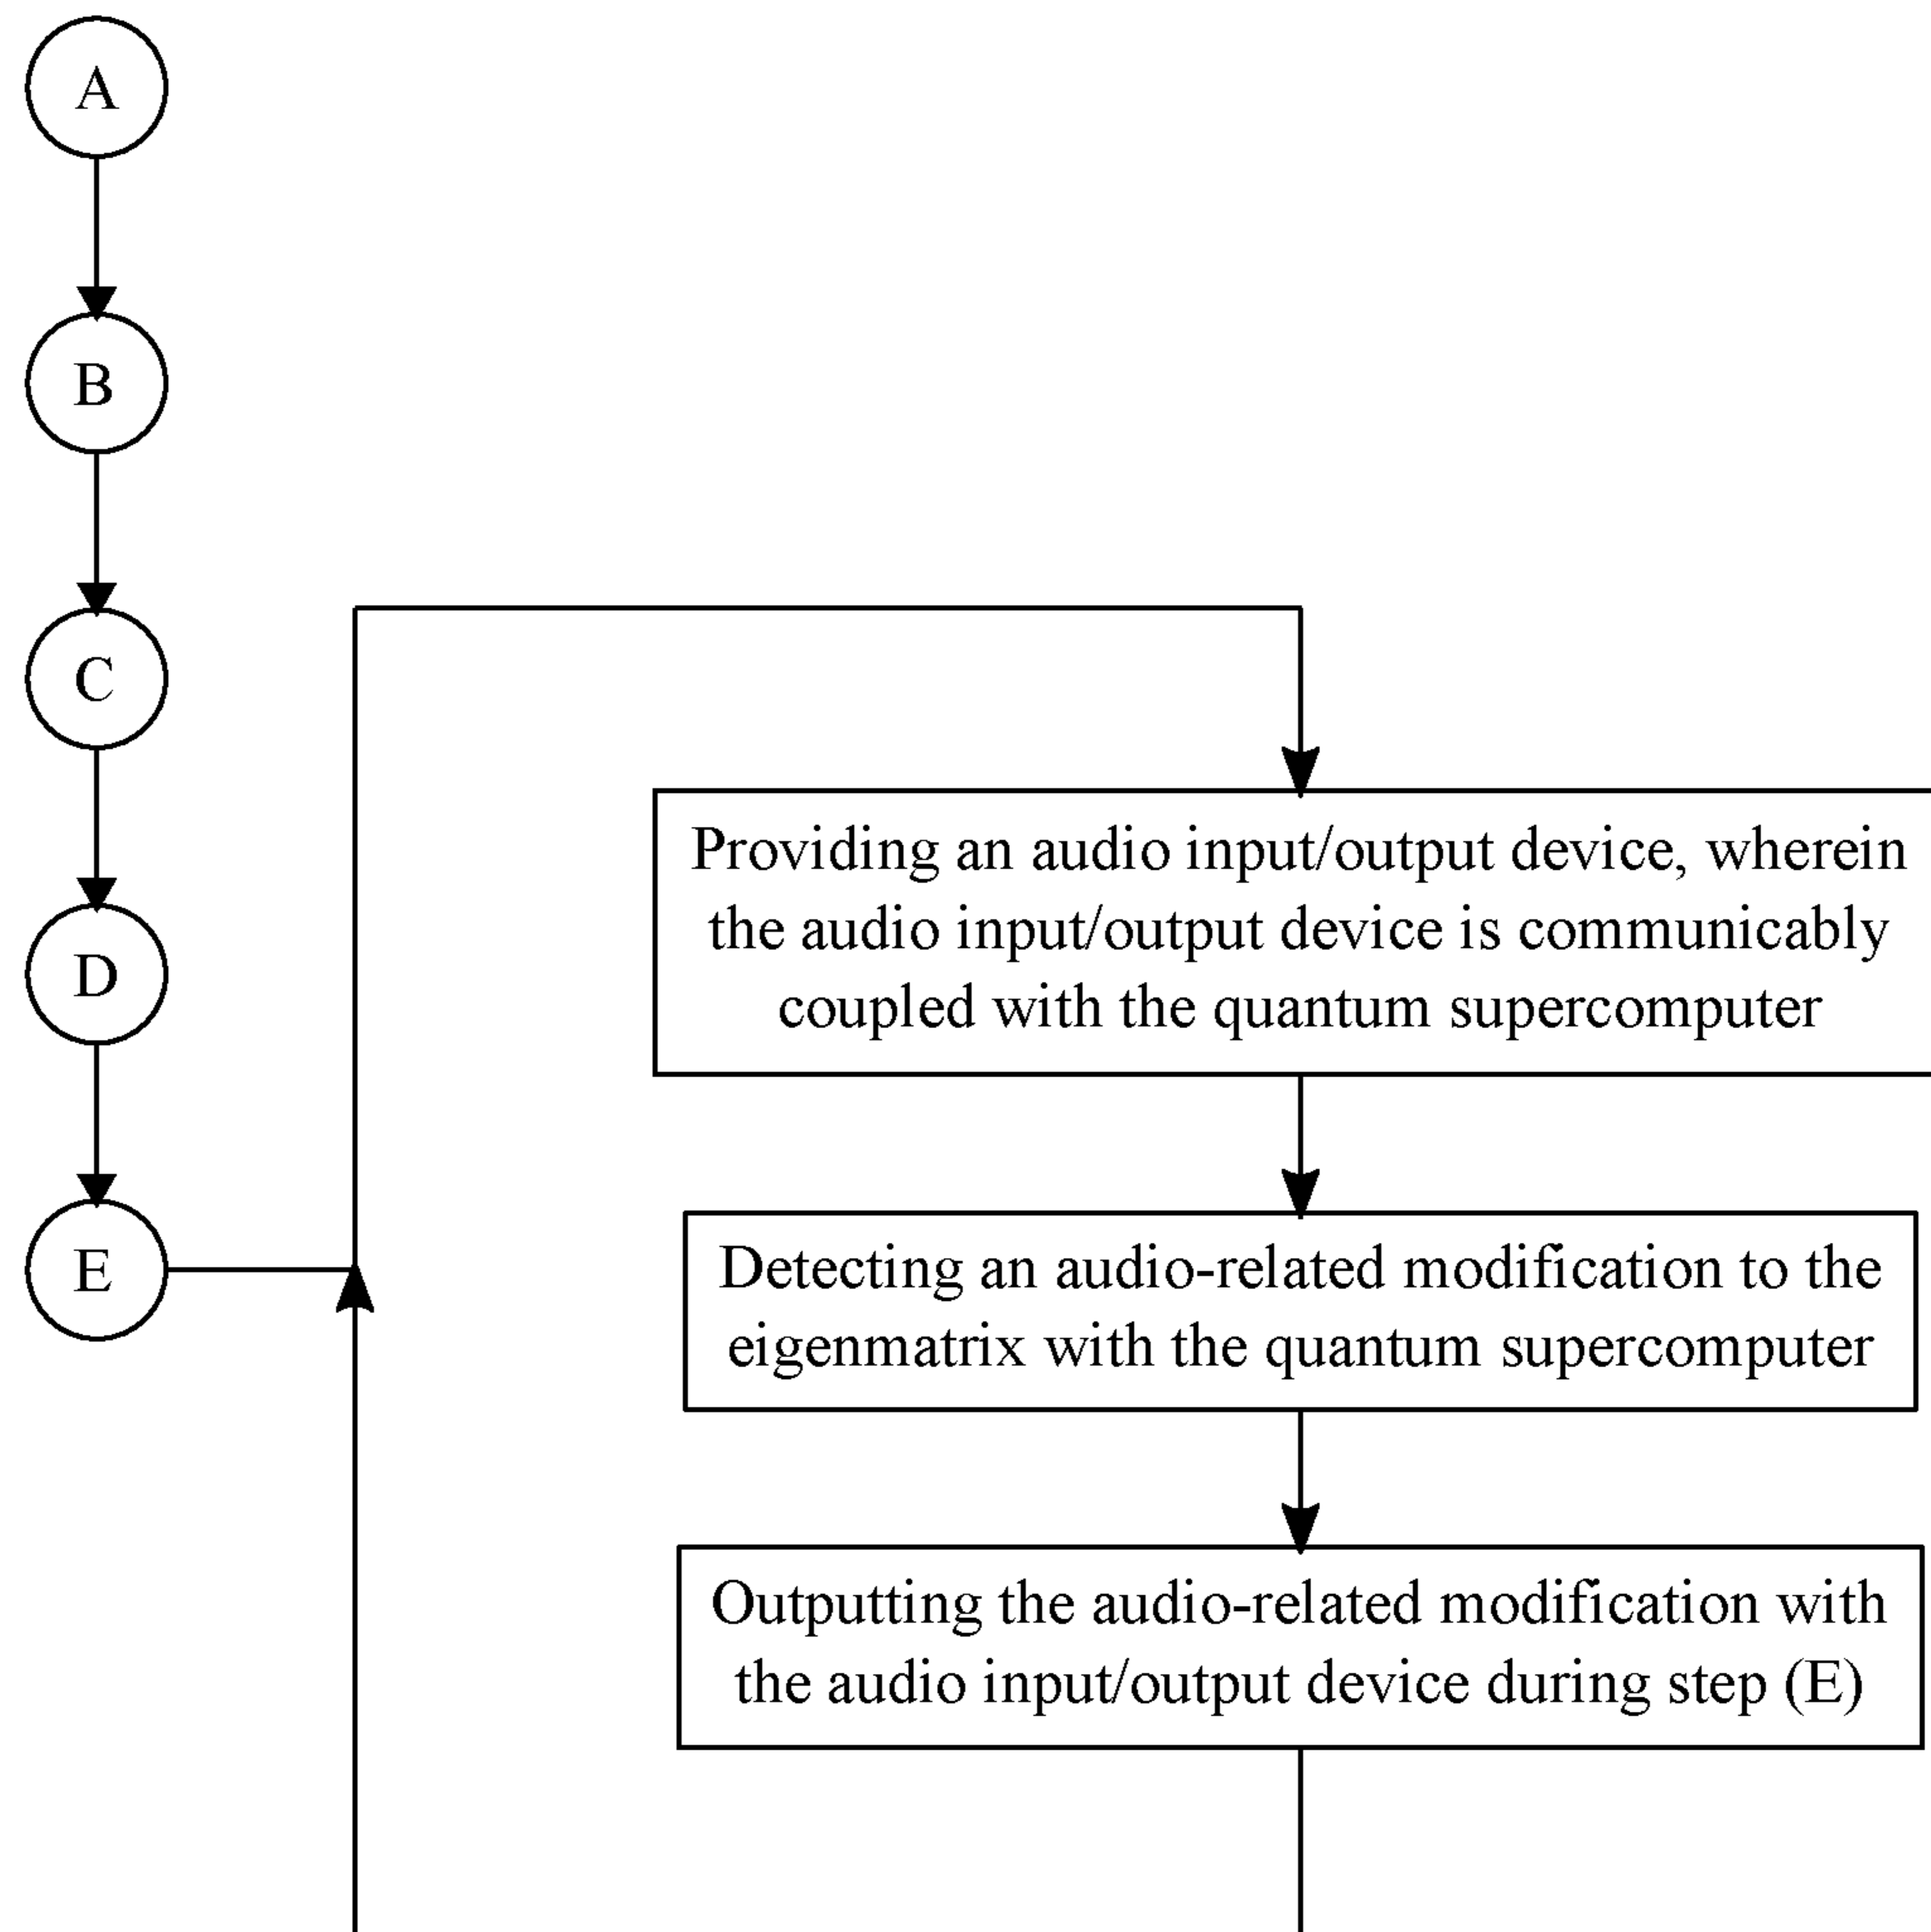 A
B
C
D
E
Providing an audio input/output device, wherein
the audio input/output device is communicably
coupled with the quantum supercomputer
Detecting an audio-related modification to the
eigenmatrix with the quantum supercomputer
Outputting the audio-related modification with
the audio input/output device during step (E)